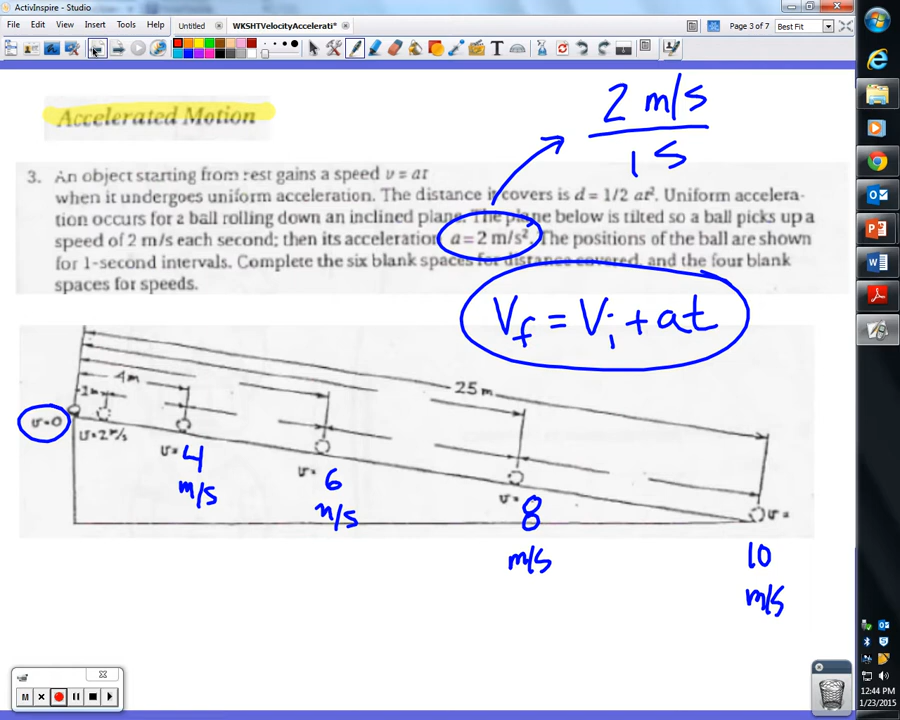 ActivInspire - Studio
File Edit View Insert Tools Help Untitled WKSHTVelocityAccelerati* Page 3 of 7 Best Fit
Accelerated Motion
2 m/s
1 s
3. An object starting from rest gains a speed v = at
when it undergoes uniform acceleration. The distance it covers is d = 1/2 at². Uniform accelera-
tion occurs for a ball rolling down an inclined plane. The plane below is tilted so a ball picks up a
speed of 2 m/s each second; then its acceleration a = 2 m/s². The positions of the ball are shown
for 1-second intervals. Complete the six blank spaces for distance covered, and the four blank
spaces for speeds.
Vf = Vi + at
4m
25 m
1m
v=0
v=2m/s
v= 4 m/s
v= 6 m/s
v= 8 m/s
v= 10 m/s
M
12:44 PM
1/23/2015